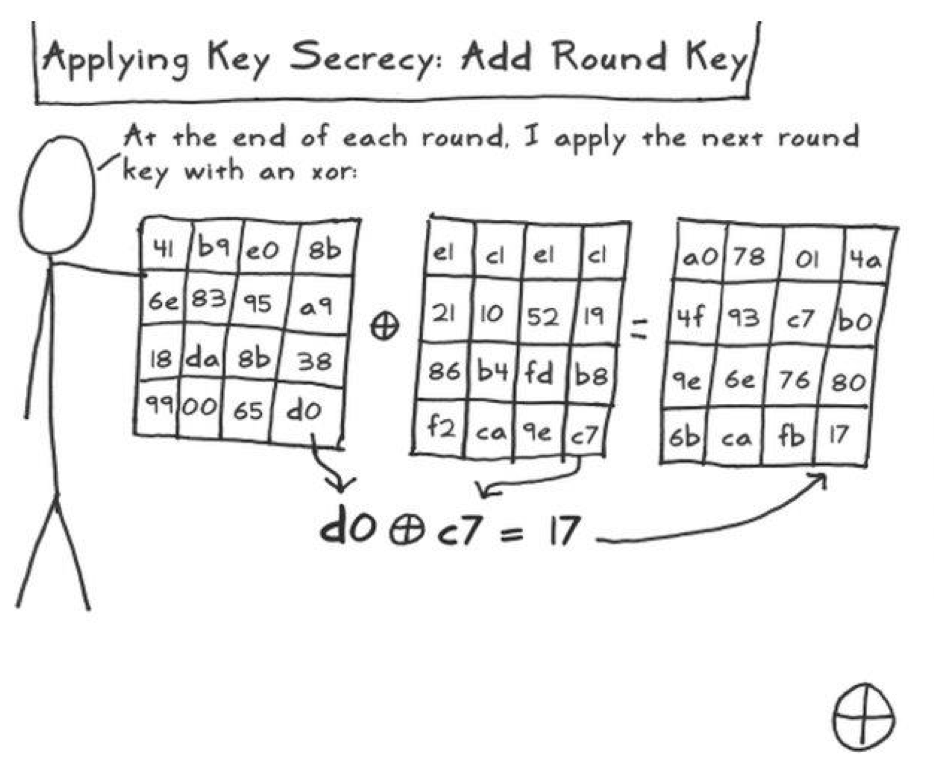 Applying Key Secrecy: Add Round Key
At the end of each round, I apply the next round
key with an xor:
41 b9 e0 8b
6e 83 95 a9
18 da 8b 38
99 00 65 d0
⊕
e1 c1 e1 c1
21 10 52 19
86 b4 fd b8
f2 ca 9e c7
=
a0 78 01 4a
4f 93 c7 b0
9e 6e 76 80
6b ca fb 17
d0 ⊕ c7 = 17
⊕